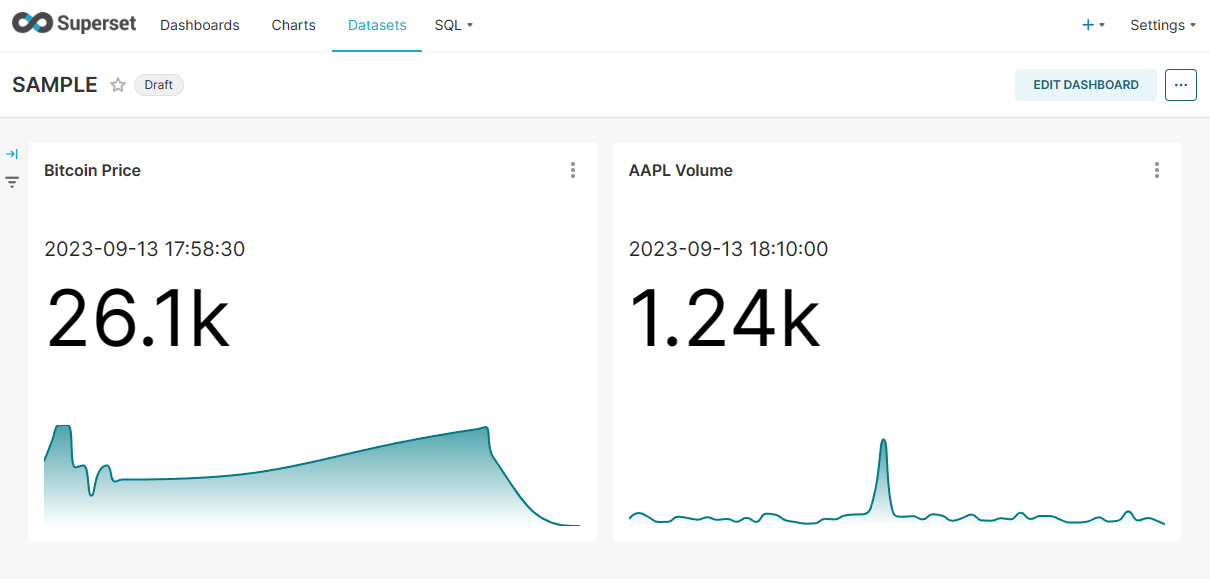 Superset Dashboards Charts Datasets SQL + Settings
SAMPLE Draft EDIT DASHBOARD ...
Bitcoin Price
2023-09-13 17:58:30
26.1k
AAPL Volume
2023-09-13 18:10:00
1.24k